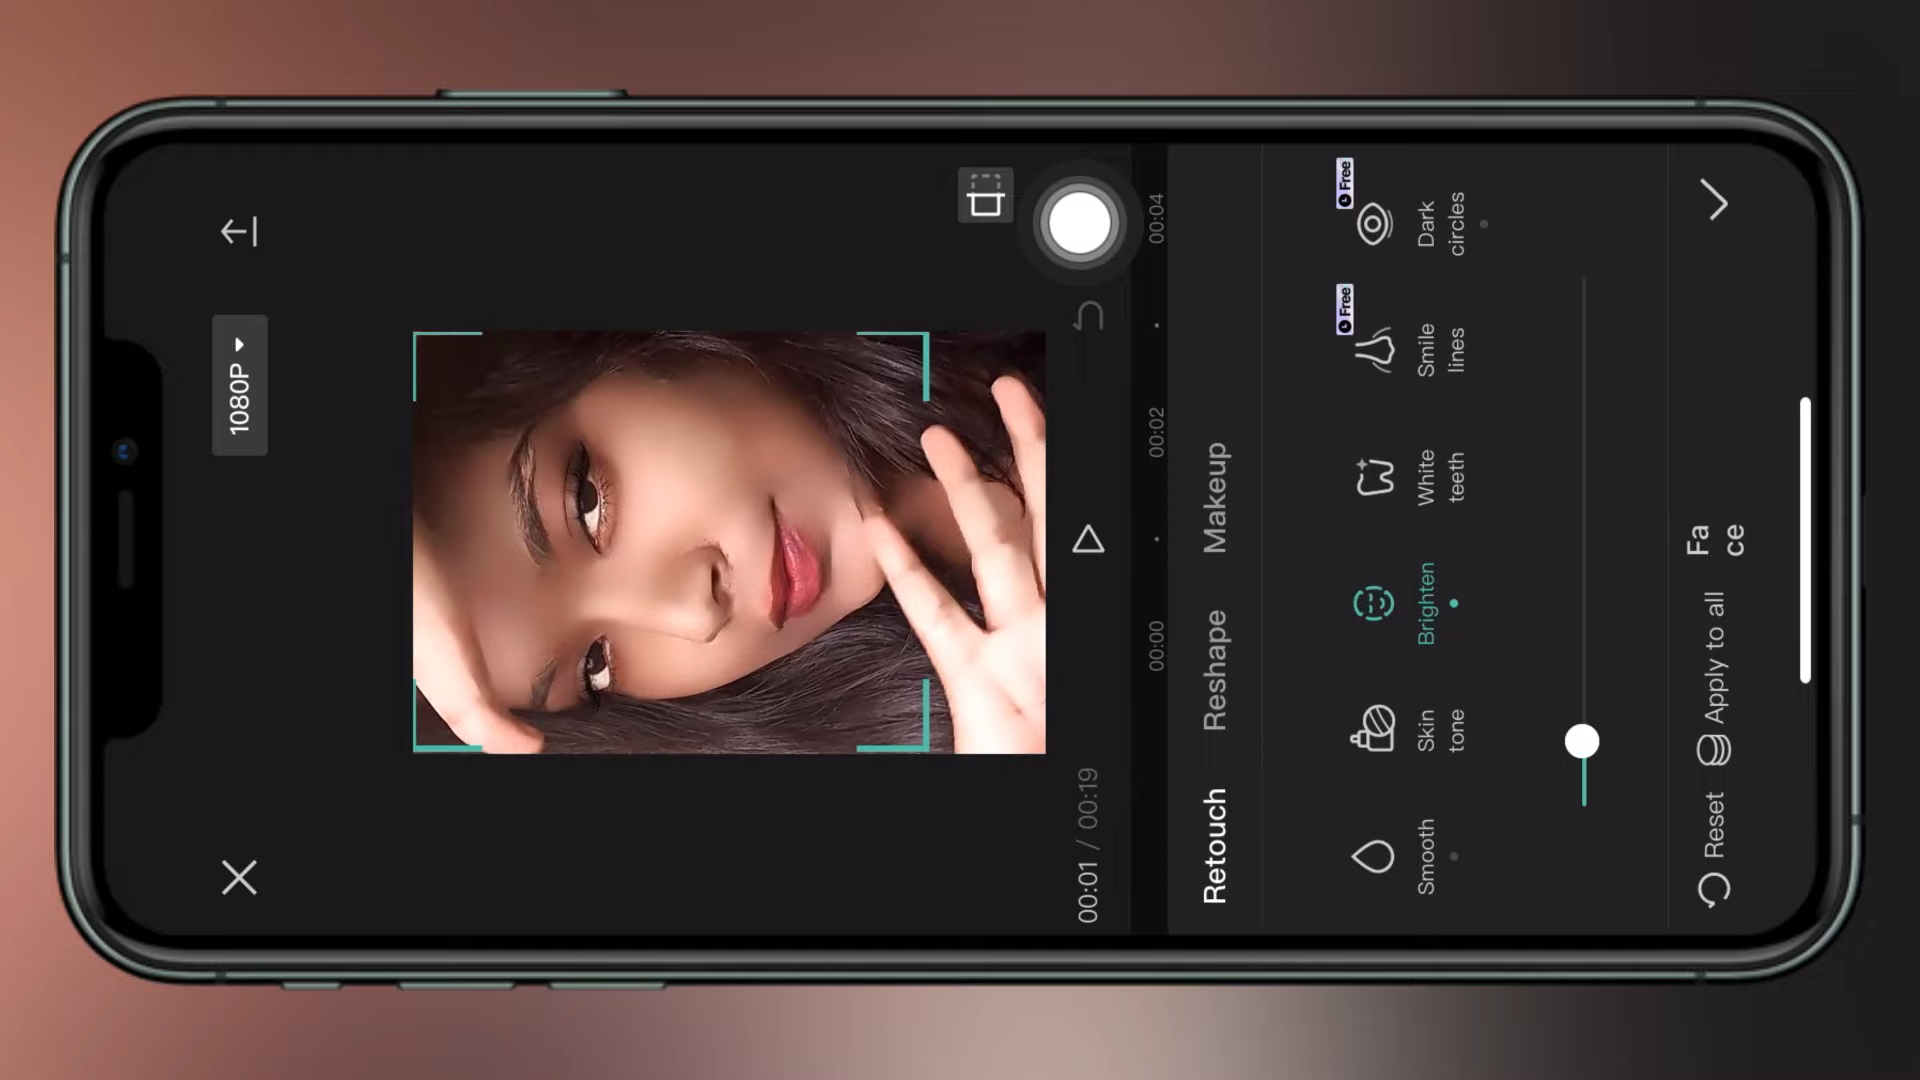 1080P
00:01 / 00:19
00:00
00:02
00:04
Retouch
Reshape
Makeup
Free
Free
Smooth
Skin
tone
Brighten
White
teeth
Smile
lines
Dark
circles
Reset
Apply to all
Fa
ce